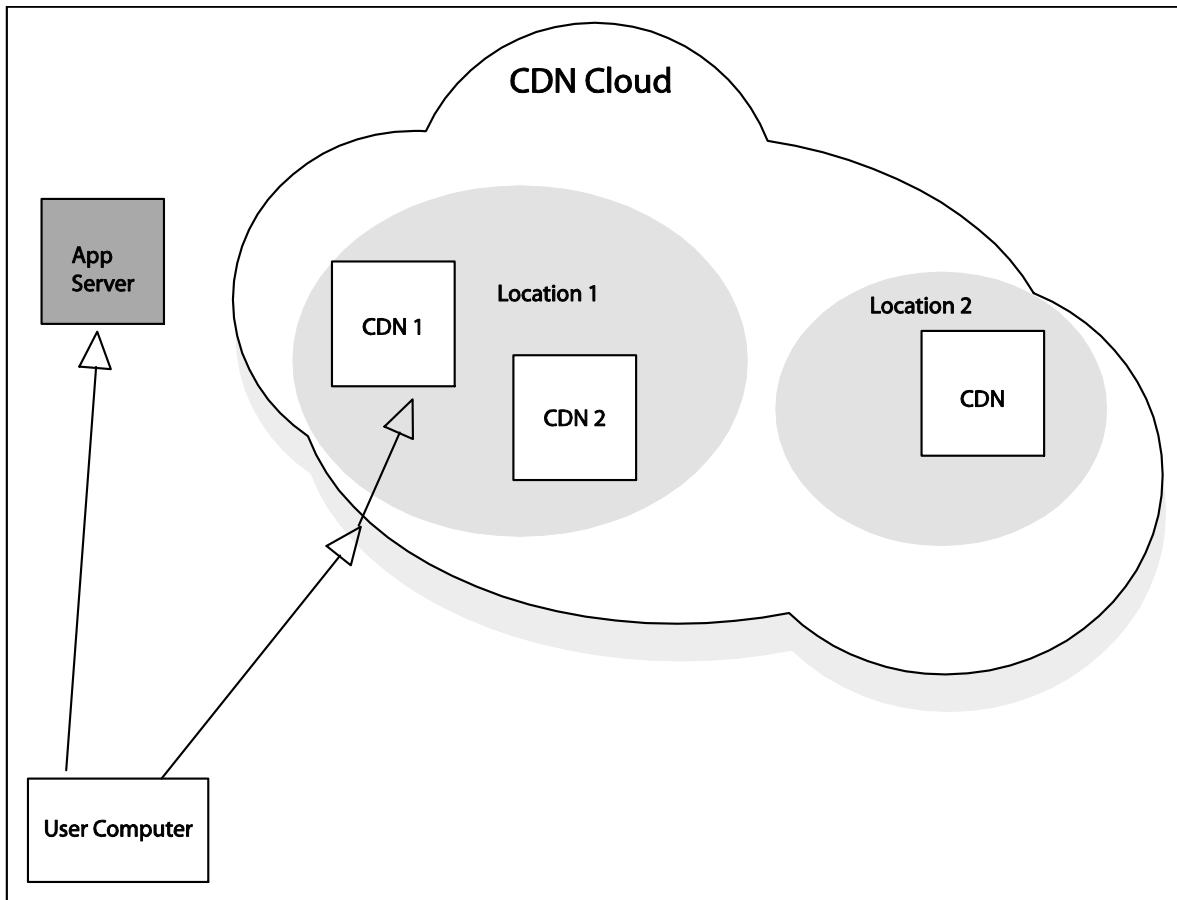 CDN Cloud
App
Server
Location 1
CDN 1
CDN 2
Location 2
CDN
User Computer